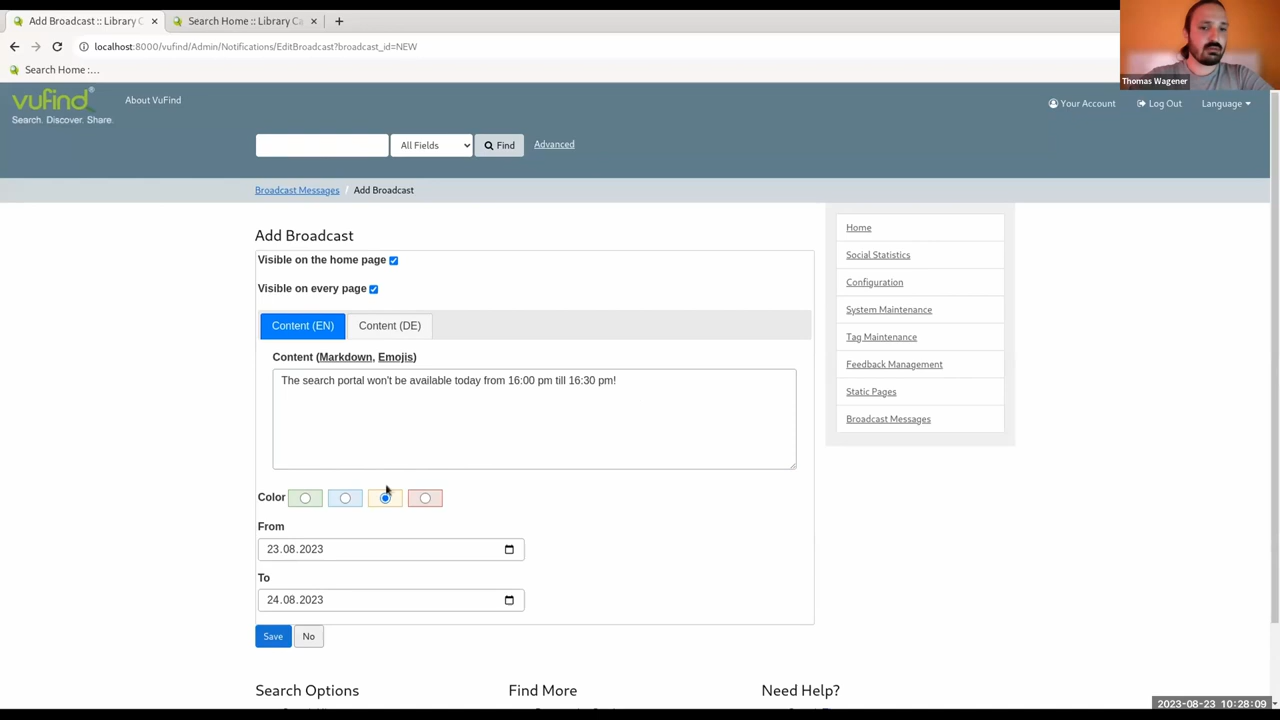 Add Broadcast :: Library C
Search Home :: Library Ca
localhost:8000/vufind/Admin/Notifications/EditBroadcast?broadcast_id=NEW
Search Home :...
Thomas Wagener
vufind®
Search. Discover. Share.
About VuFind
Your Account
Log Out
Language
All Fields
Find
Advanced
Broadcast Messages / Add Broadcast
Add Broadcast
Visible on the home page
Visible on every page
Content (EN)
Content (DE)
Content (Markdown, Emojis)
The search portal won't be available today from 16:00 pm till 16:30 pm!
Color
From
23.08.2023
To
24.08.2023
Save
No
Home
Social Statistics
Configuration
System Maintenance
Tag Maintenance
Feedback Management
Static Pages
Broadcast Messages
Search Options
Find More
Need Help?
2023-08-23 10:28:09